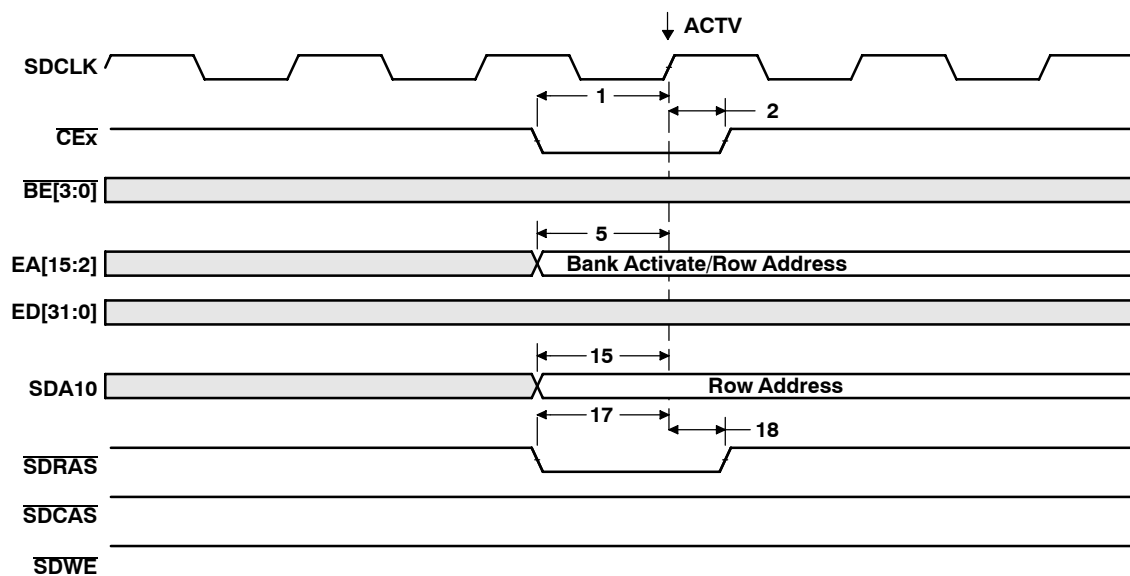 ACTV
SDCLK
1
2
CEx
BE[3:0]
5
EA[15:2]
Bank Activate/Row Address
ED[31:0]
15
SDA10
Row Address
17
18
SDRAS
SDCAS
SDWE